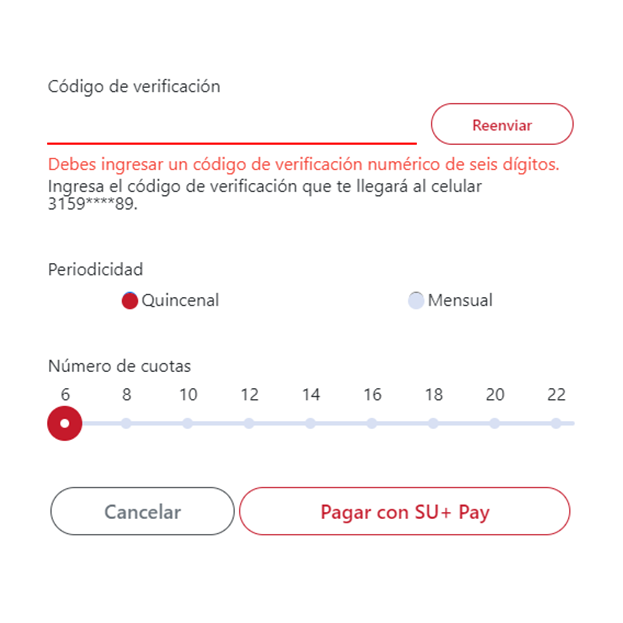 Código de verificación
Reenviar
Debes ingresar un código de verificación numérico de seis dígitos.
Ingresa el código de verificación que te llegará al celular
3159****89.
Periodicidad
Quincenal Mensual
Número de cuotas
6 8 10 12 14 16 18 20 22
Cancelar Pagar con SU+ Pay